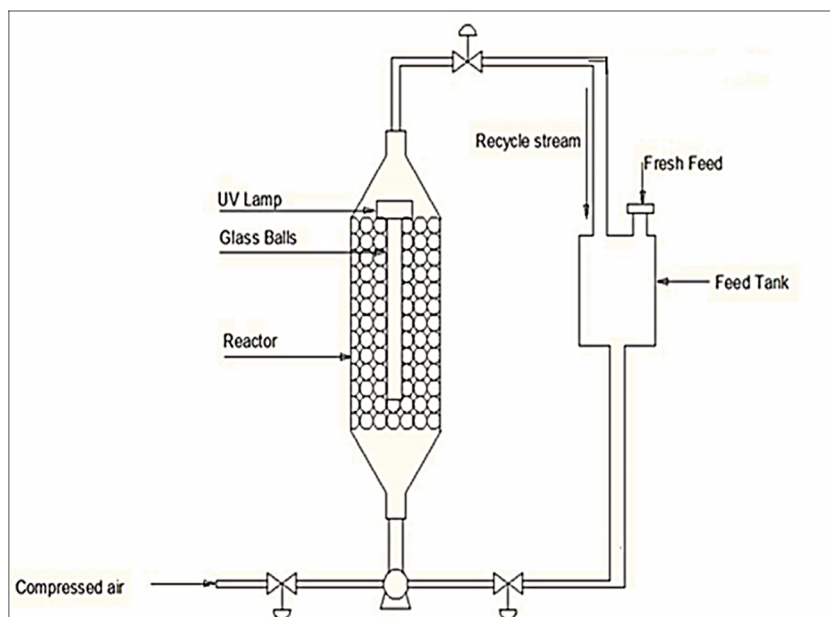 Recycle stream
Fresh Feed
UV Lamp
Glass Balls
Feed Tank
Reactor
Compressed air